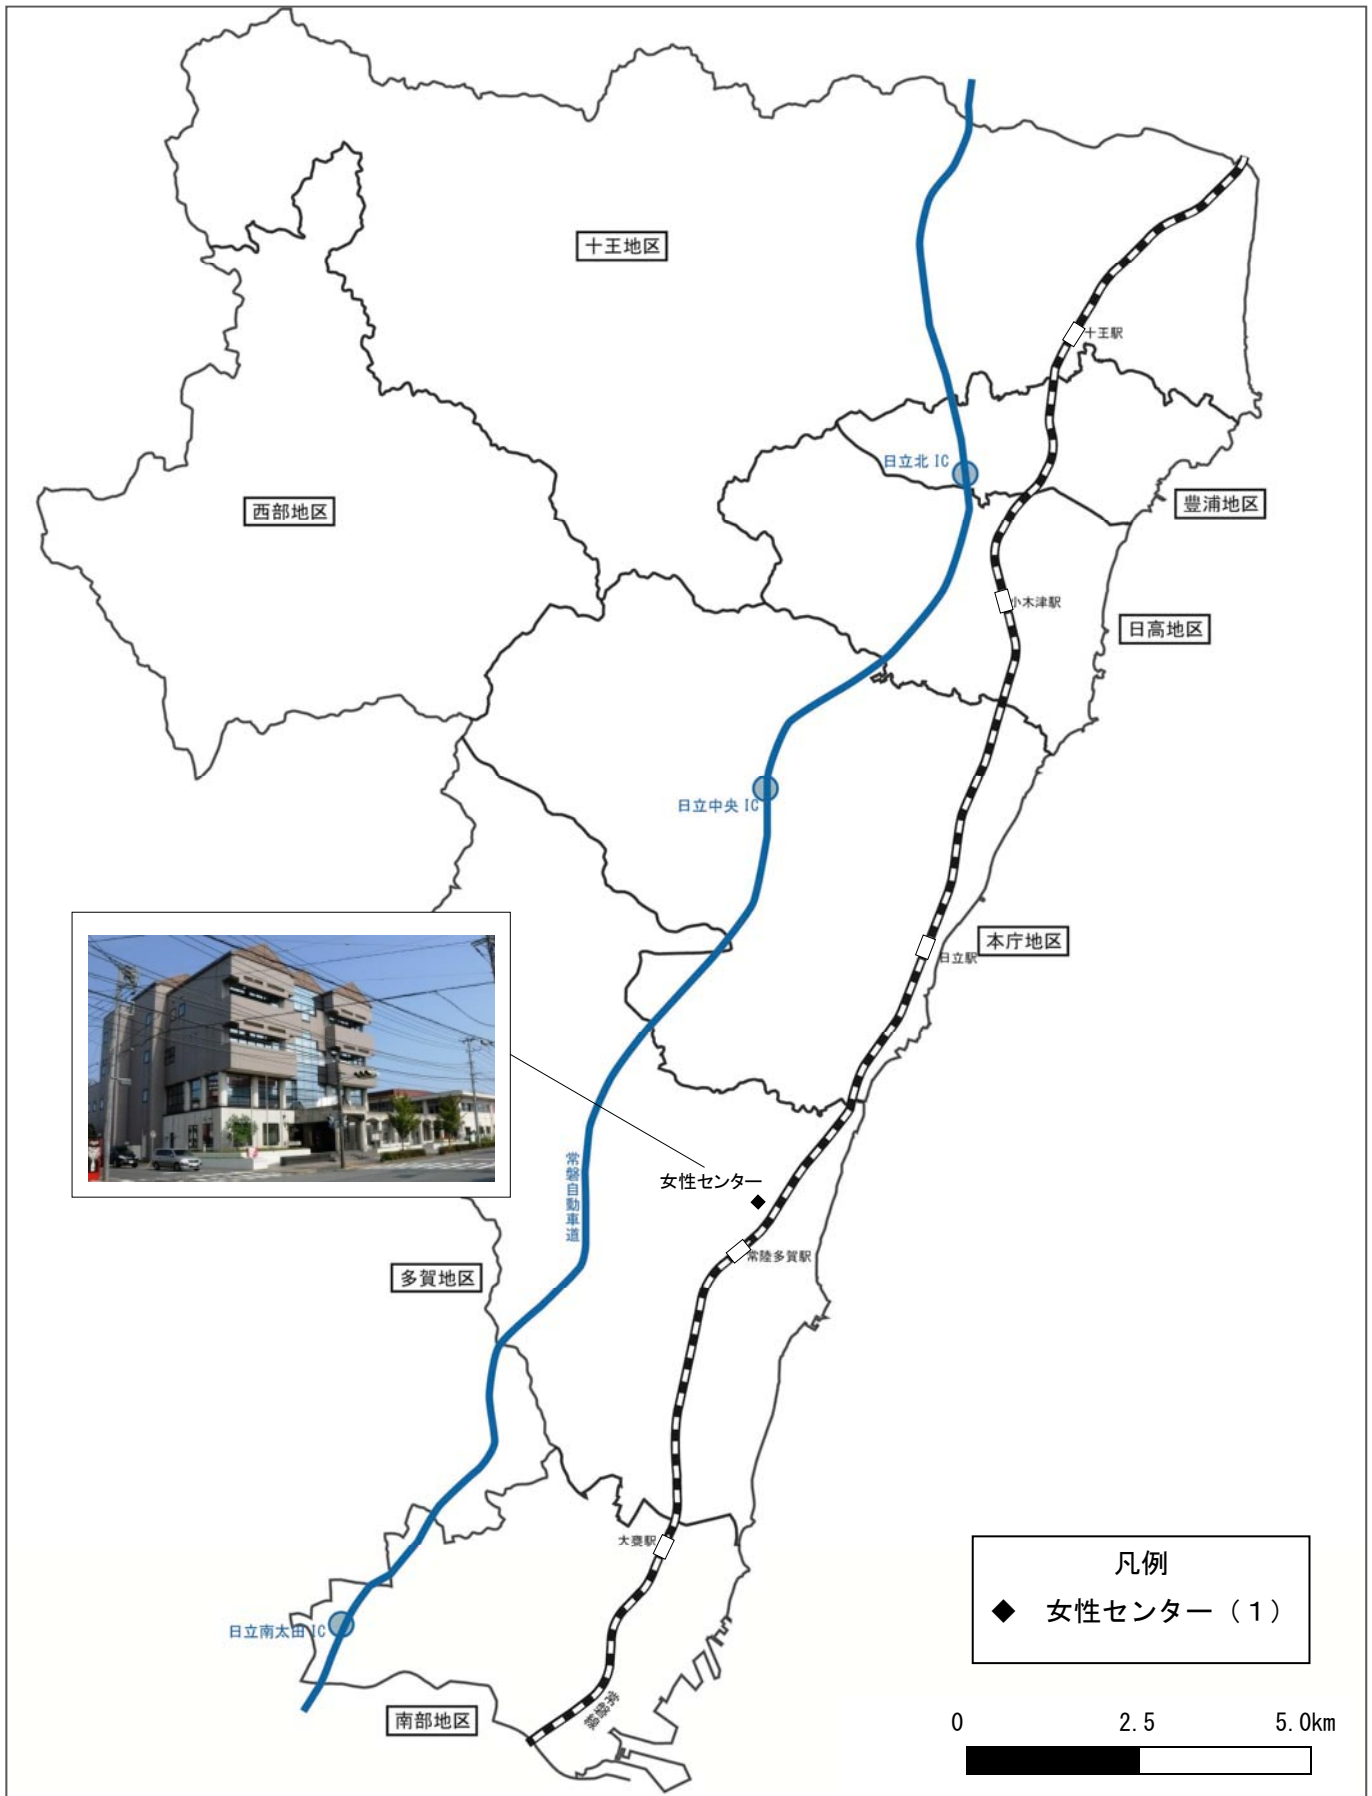 十王地区
十王駅
日立北 IC
西部地区
豊浦地区
小木津駅
日高地区
日立中央 IC
本庁地区
日立駅
常磐自動車道
女性センター
常陸多賀駅
多賀地区
大甕駅
凡例
◆ 女性センター（１）
日立南太田 IC
常磐線
南部地区
0 2.5 5.0km